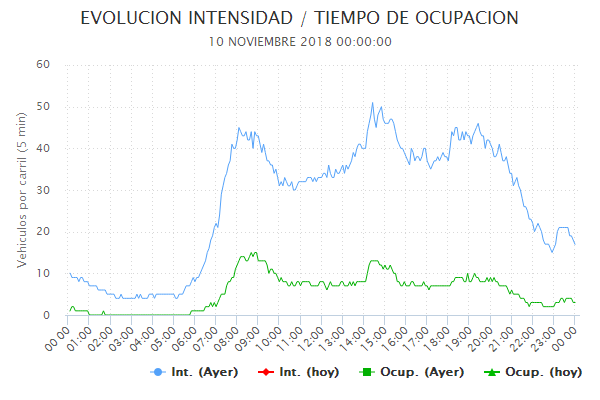 EVOLUCION INTENSIDAD / TIEMPO DE OCUPACION
10 NOVIEMBRE 2018 00:00:00
Vehiculos por carril (5 min)
60
50
40
30
20
10
0
00:00 01:00 02:00 03:00 04:00 05:00 06:00 07:00 08:00 09:00 10:00 11:00 12:00 13:00 14:00 15:00 16:00 17:00 18:00 19:00 20:00 21:00 22:00 23:00 00:00
Int. (Ayer) Int. (hoy) Ocup. (Ayer) Ocup. (hoy)